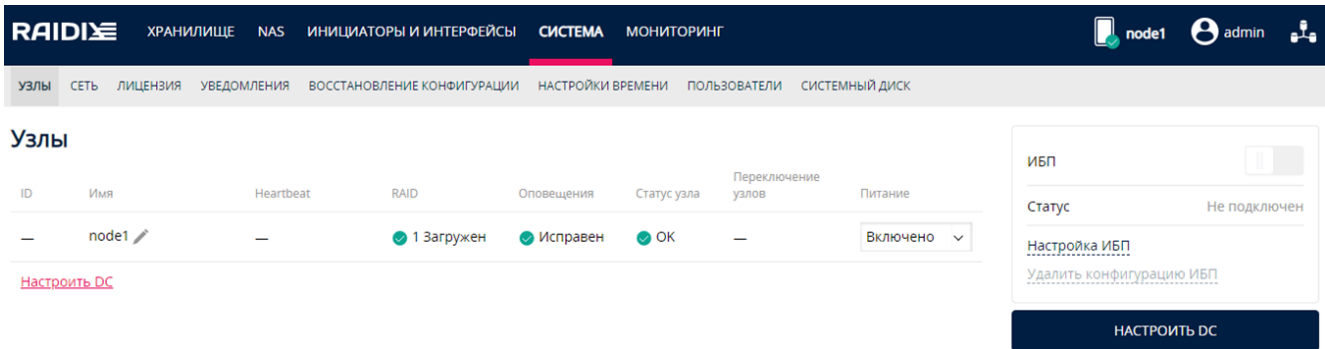 RAIDIX ХРАНИЛИЩЕ NAS ИНИЦИАТОРЫ И ИНТЕРФЕЙСЫ СИСТЕМА МОНИТОРИНГ node1 admin
УЗЛЫ СЕТЬ ЛИЦЕНЗИЯ УВЕДОМЛЕНИЯ ВОССТАНОВЛЕНИЕ КОНФИГУРАЦИИ НАСТРОЙКИ ВРЕМЕНИ ПОЛЬЗОВАТЕЛИ СИСТЕМНЫЙ ДИСК
Узлы
ID Имя Heartbeat RAID Оповещения Статус узла Переключение узлов Питание
— node1 — 1 Загружен Исправен OK — Включено
Настроить DC
ИБП
Статус Не подключен
Настройка ИБП
Удалить конфигурацию ИБП
НАСТРОИТЬ DC